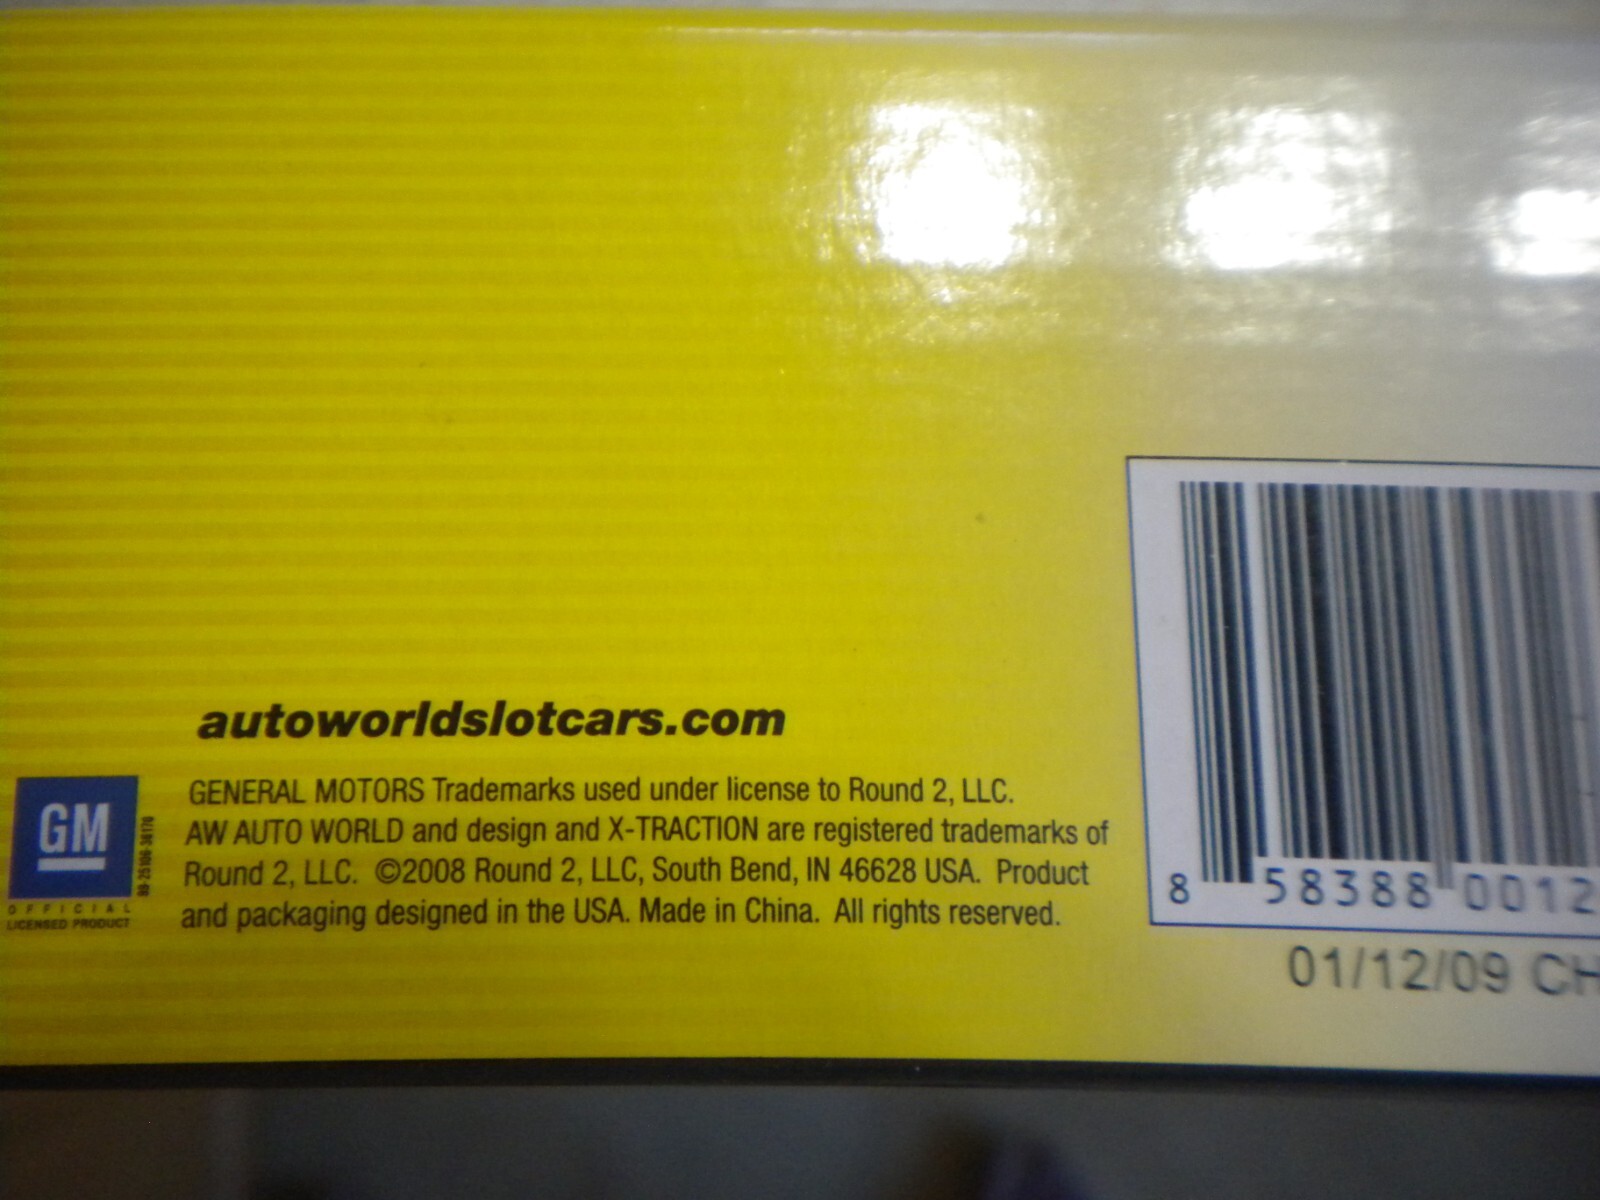 autoworldslotcars.com
GENERAL MOTORS Trademarks used under license to Round 2, LLC.
AW AUTO WORLD and design and X-TRACTION are registered trademarks of
Round 2, LLC. ©2008 Round 2, LLC, South Bend, IN 46628 USA. Product
and packaging designed in the USA. Made in China. All rights reserved.
GM
OFFICIAL
LICENSED PRODUCT
8 58388 0012
01/12/09 CH